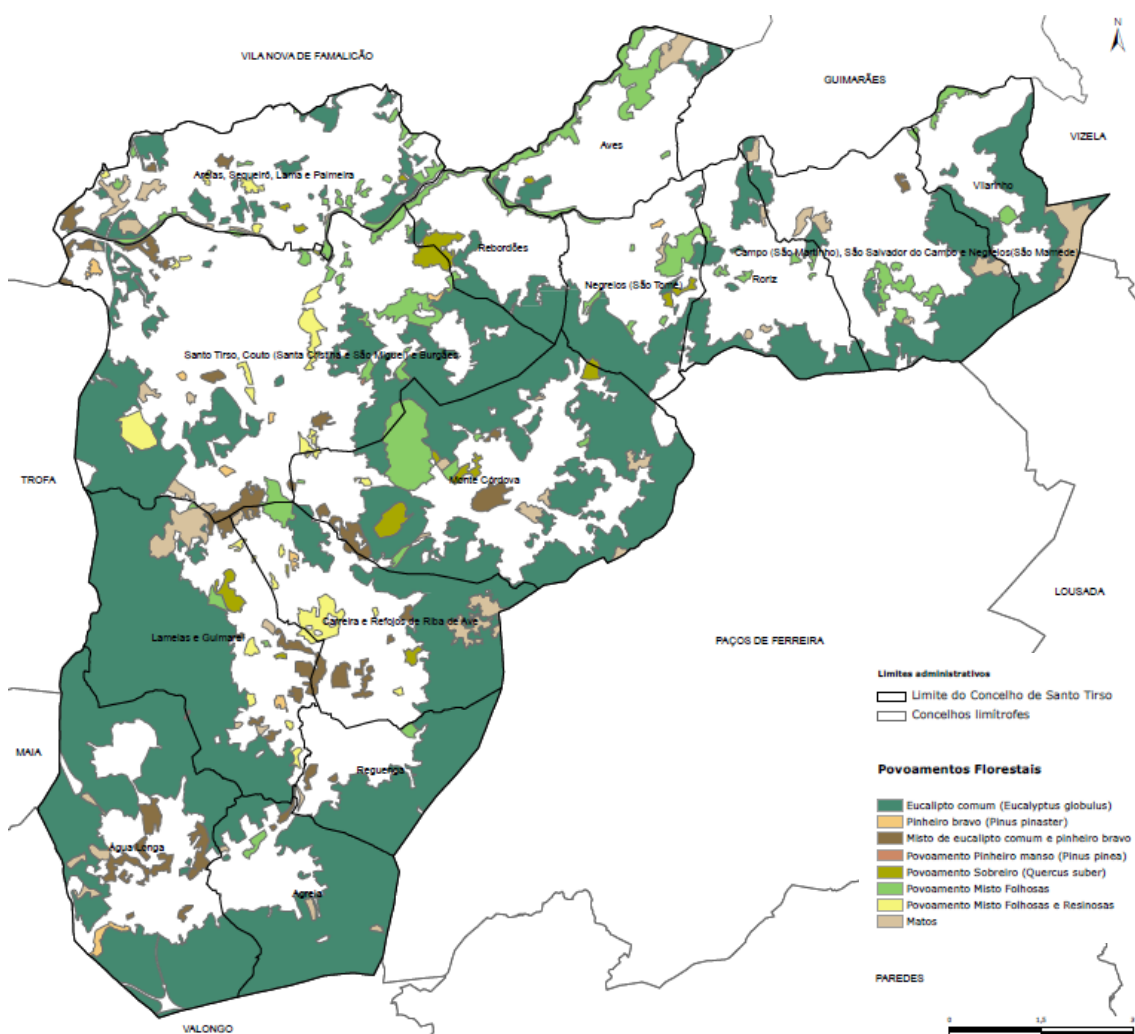 N
VILA NOVA DE FAMALICÃO
GUIMARÃES
VIZELA
Aves
Areias, Sequeiró, Lama e Palmeira
Vilarinho
Rebordões
Campo (São Martinho), São Salvador do Campo e Negrelos(São Mamede)
Negrelos (São Tomé)
Roriz
Santo Tirso, Couto (Santa Cristina e São Miguel) e Burgães
TROFA
Monte Córdova
LOUSADA
Carreira e Refojos de Riba de Ave
Lamelas e Guimarei
PAÇOS DE FERREIRA
Limites administrativos
Limite do Concelho de Santo Tirso
Concelhos limítrofes
MAIA
Reguenga
Povoamentos Florestais
Eucalipto comum (Eucalyptus globulus)
Pinheiro bravo (Pinus pinaster)
Misto de eucalipto comum e pinheiro bravo
Povoamento Pinheiro manso (Pinus pinea)
Povoamento Sobreiro (Quercus suber)
Povoamento Misto Folhosas
Povoamento Misto Folhosas e Resinosas
Matos
Água Longa
Agrela
PAREDES
VALONGO
0 1,5 3